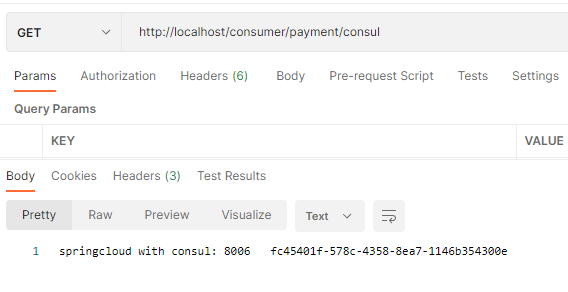 GET http://localhost/consumer/payment/consul
Params Authorization Headers (6) Body Pre-request Script Tests Settings
Query Params
KEY VALUE
Body Cookies Headers (3) Test Results
Pretty Raw Preview Visualize Text
1 springcloud with consul: 8006 fc45401f-578c-4358-8ea7-1146b354300e